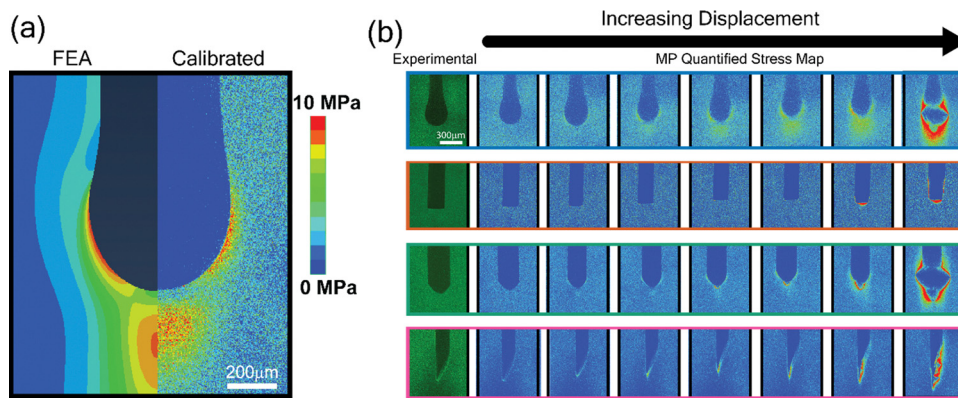 (a)
FEA
Calibrated
10 MPa
0 MPa
200µm
(b)
Increasing Displacement
Experimental
MP Quantified Stress Map
300µm